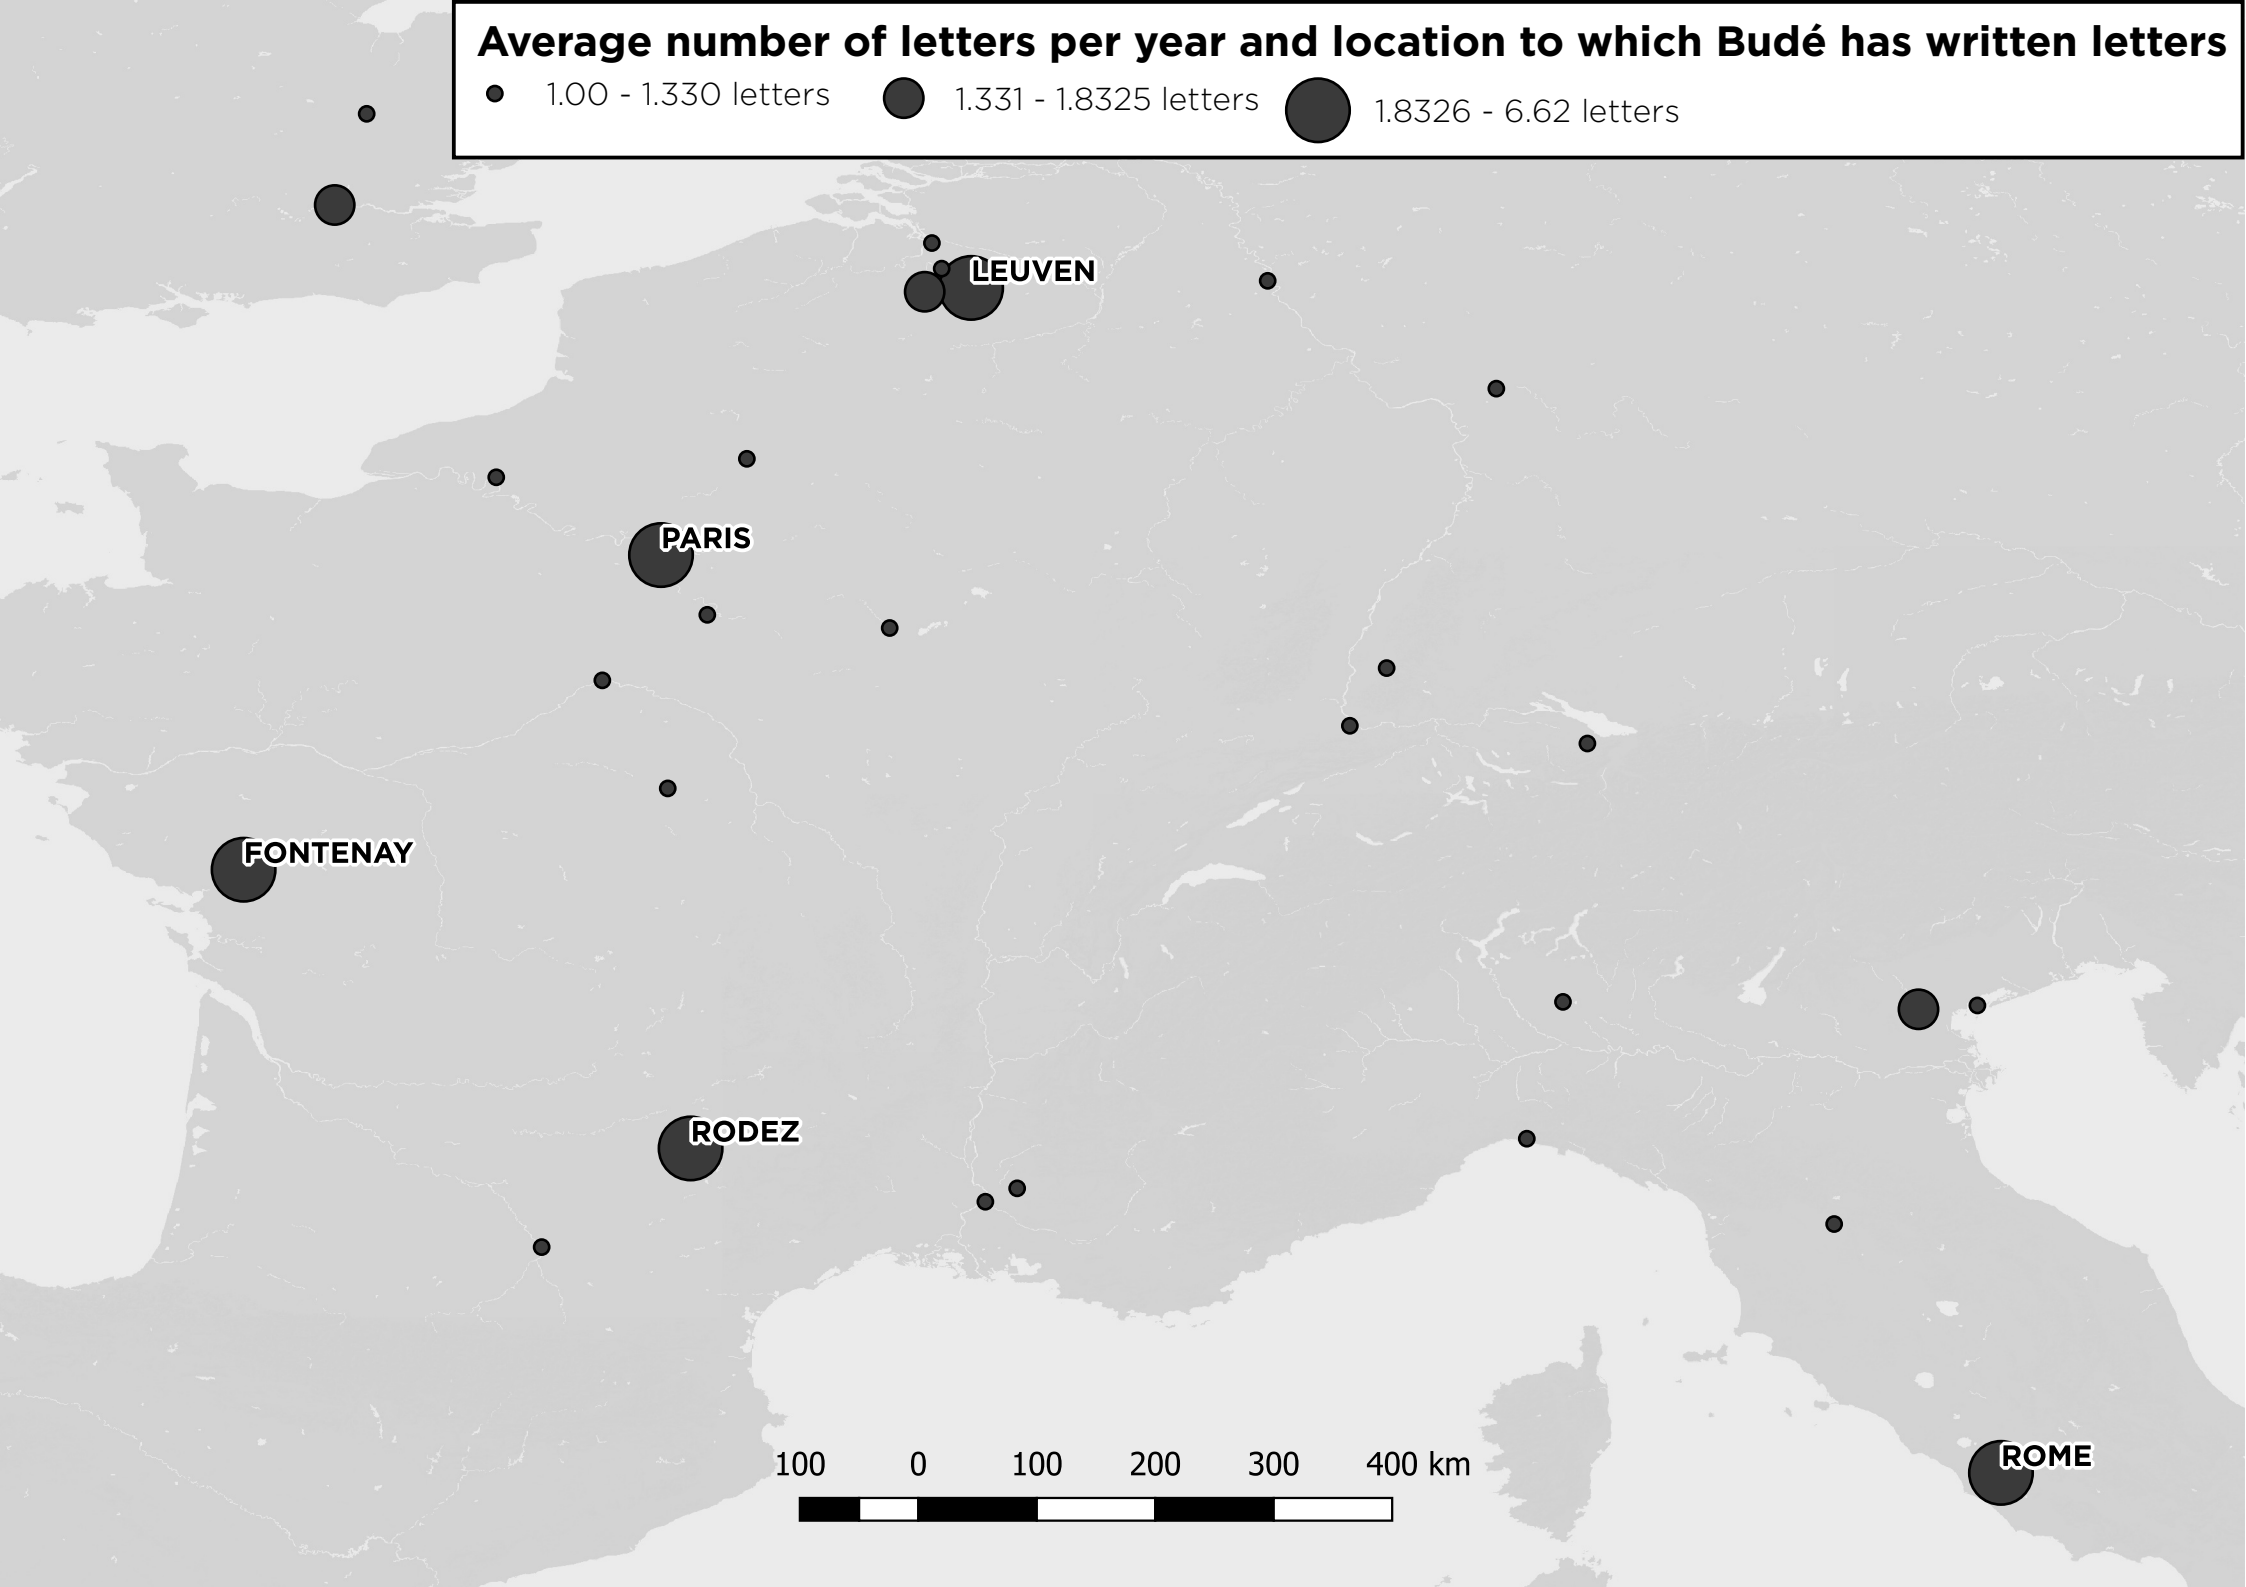 Average number of letters per year and location to which Budé has written letters
1.00 - 1.330 letters 1.331 - 1.8325 letters 1.8326 - 6.62 letters
LEUVEN
PARIS
FONTENAY
RODEZ
ROME
100 0 100 200 300 400 km